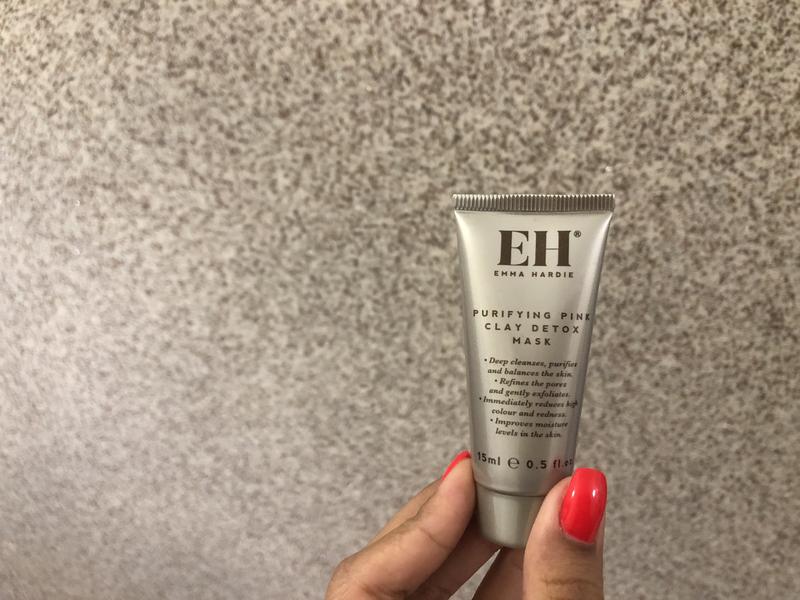 EH®
EMMA HARDIE
PURIFYING PINK
CLAY DETOX
MASK
• Deep cleanses, purifies
and balances the skin.
• Refines the pores
and gently exfoliates.
• Immediately reduces high
colour and redness.
• Improves moisture
levels in the skin.
15ml ℮ 0.5 fl.oz